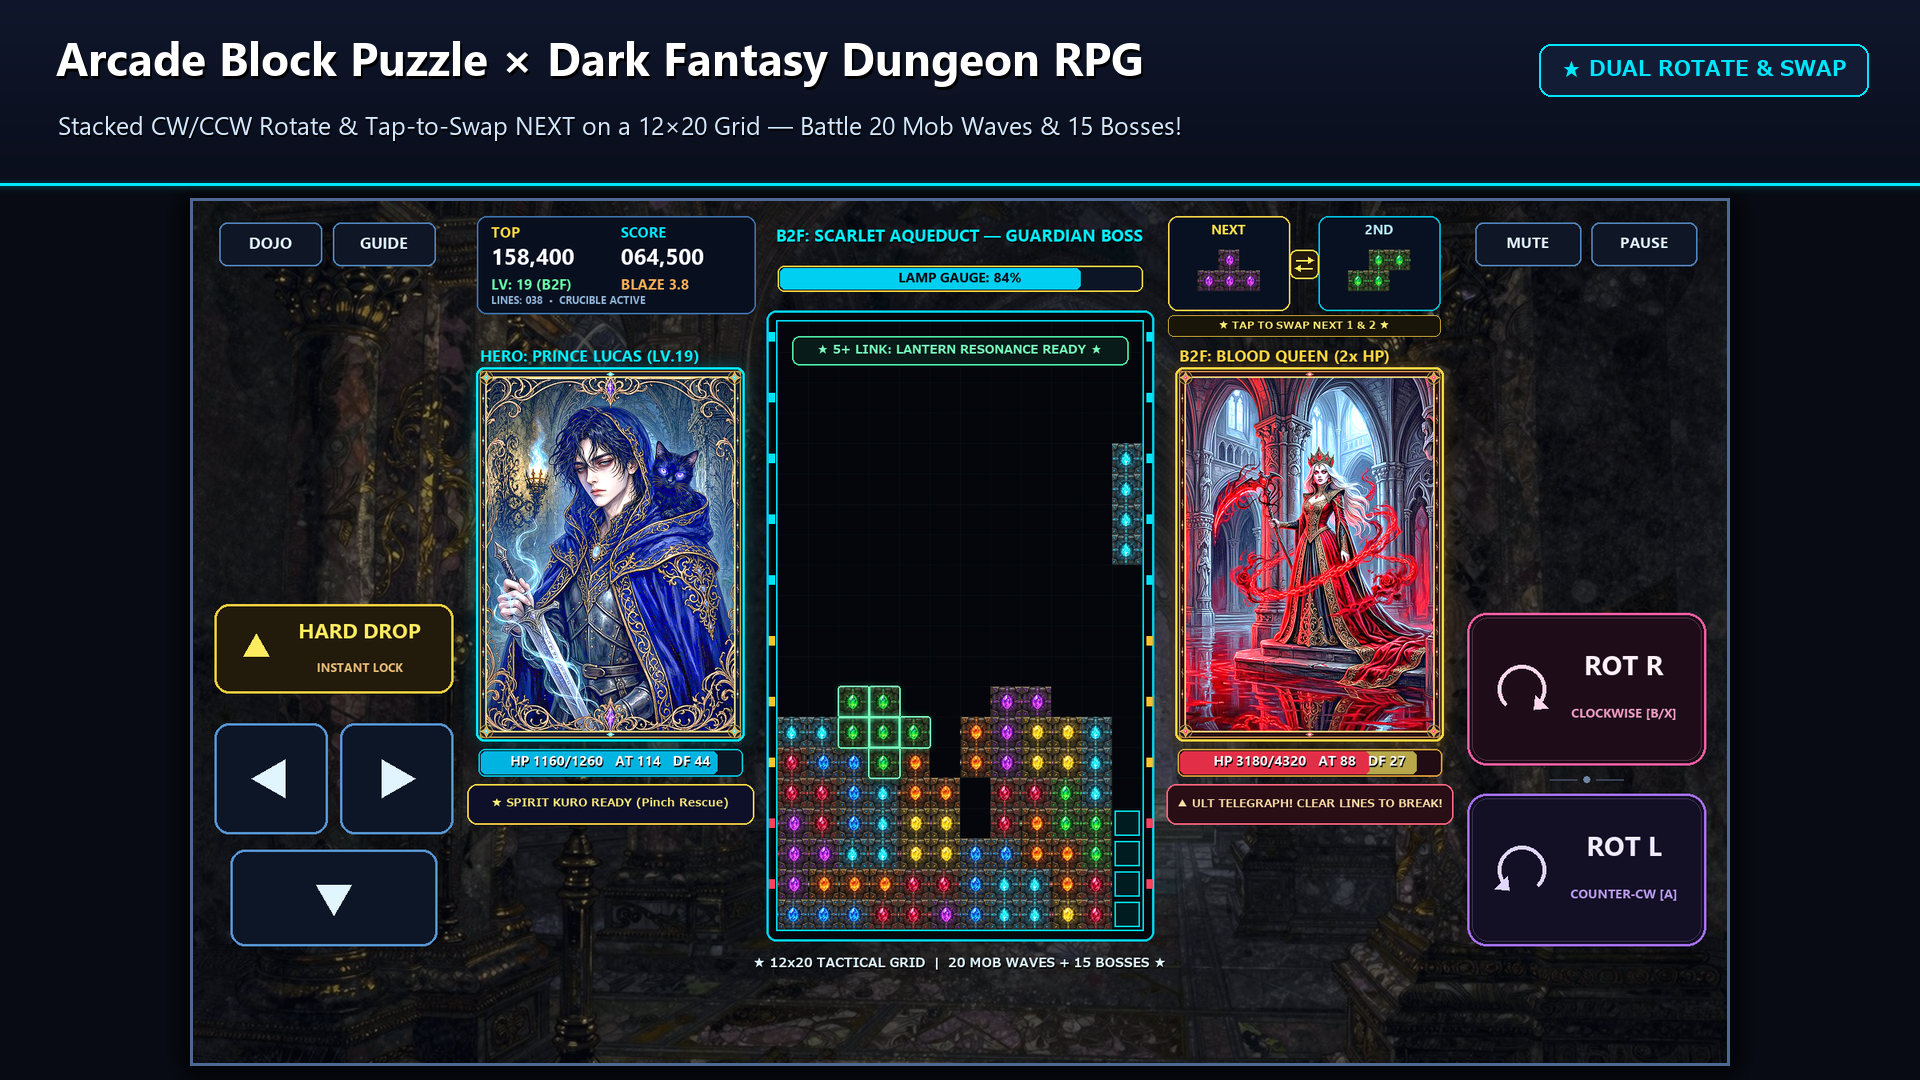 Arcade Block Puzzle × Dark Fantasy Dungeon RPG
★ DUAL ROTATE & SWAP
Stacked CW/CCW Rotate & Tap-to-Swap NEXT on a 12×20 Grid — Battle 20 Mob Waves & 15 Bosses!
DOJO
GUIDE
TOP
SCORE
158,400
064,500
LV: 19 (B2F)
BLAZE 3.8
LINES: 038 • CRUCIBLE ACTIVE
B2F: SCARLET AQUEDUCT — GUARDIAN BOSS
LAMP GAUGE: 84%
NEXT
2ND
★ TAP TO SWAP NEXT 1 & 2 ★
MUTE
PAUSE
★ 5+ LINK: LANTERN RESONANCE READY ★
HERO: PRINCE LUCAS (LV.19)
B2F: BLOOD QUEEN (2x HP)
HARD DROP
INSTANT LOCK
HP 1160/1260 AT 114 DF 44
★ SPIRIT KURO READY (Pinch Rescue)
HP 3180/4320 AT 88 DF 27
▲ ULT TELEGRAPH! CLEAR LINES TO BREAK!
ROT R
CLOCKWISE [B/X]
ROT L
COUNTER-CW [A]
★ 12x20 TACTICAL GRID | 20 MOB WAVES + 15 BOSSES ★